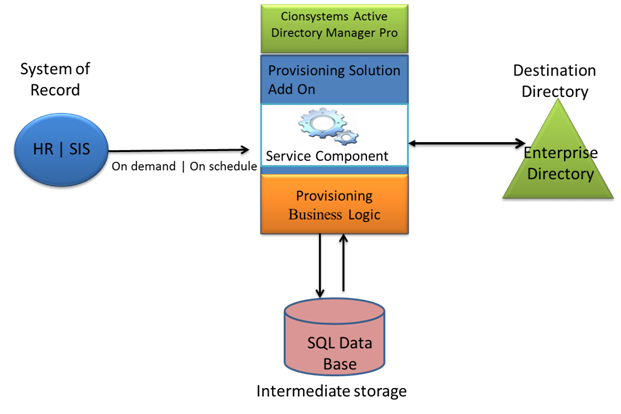 Cionsystems Active
Directory Manager Pro
System of
Record
Provisioning Solution
Add On
Destination
Directory
HR | SIS
On demand | On schedule
Service Component
Enterprise
Directory
Provisioning
Business Logic
SQL Data
Base
Intermediate storage